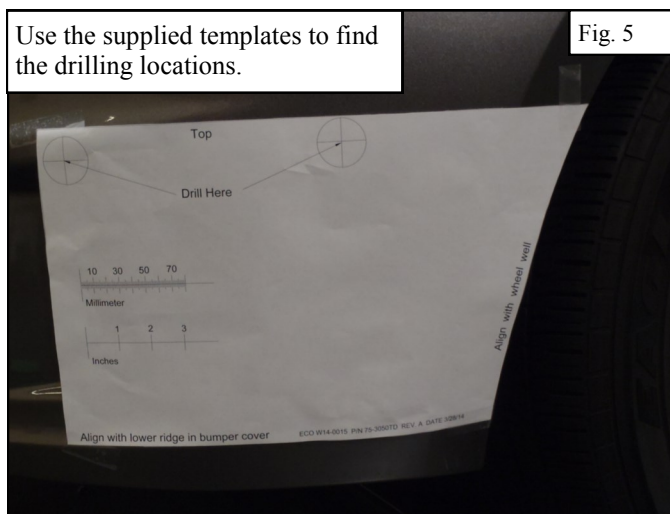 Use the supplied templates to find
the drilling locations.
Fig. 5
Top
Drill Here
10 30 50 70
Millimeter
1 2 3
Inches
Align with wheel well
Align with lower ridge in bumper cover
ECO W14-0015 P/N 75-3050TD REV. A DATE